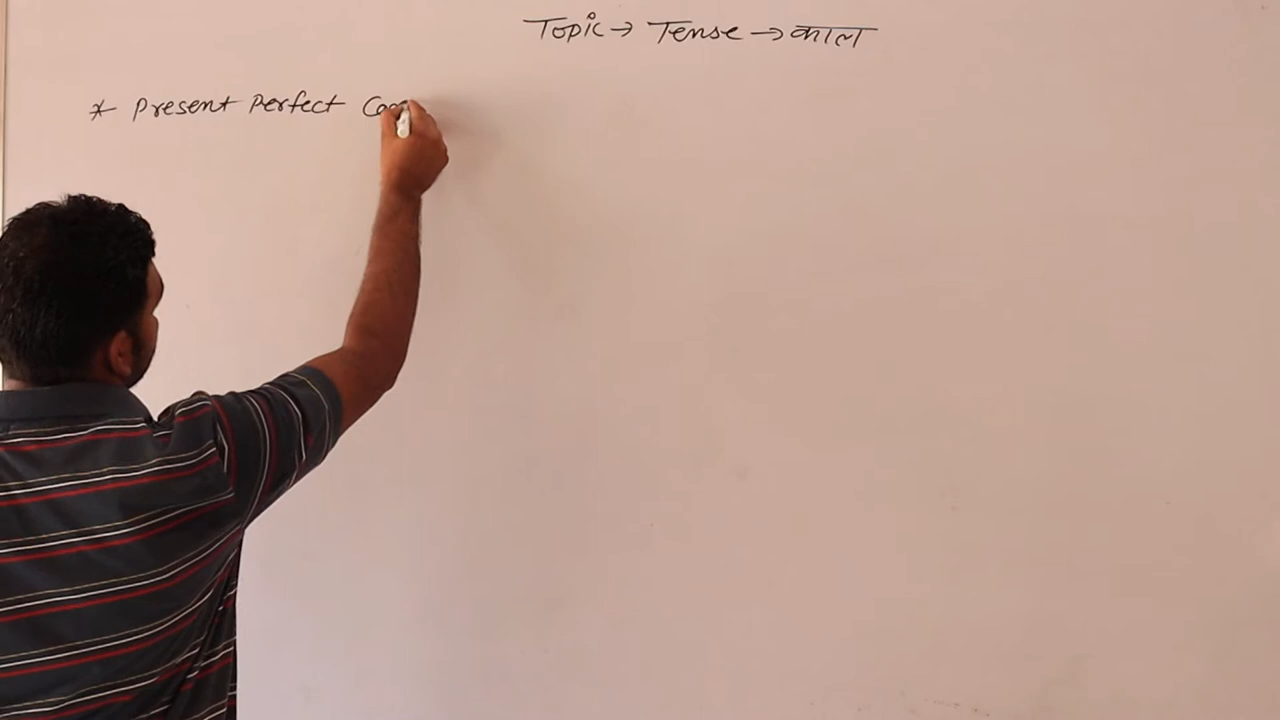 Topic → Tense → काल
* Present Perfect